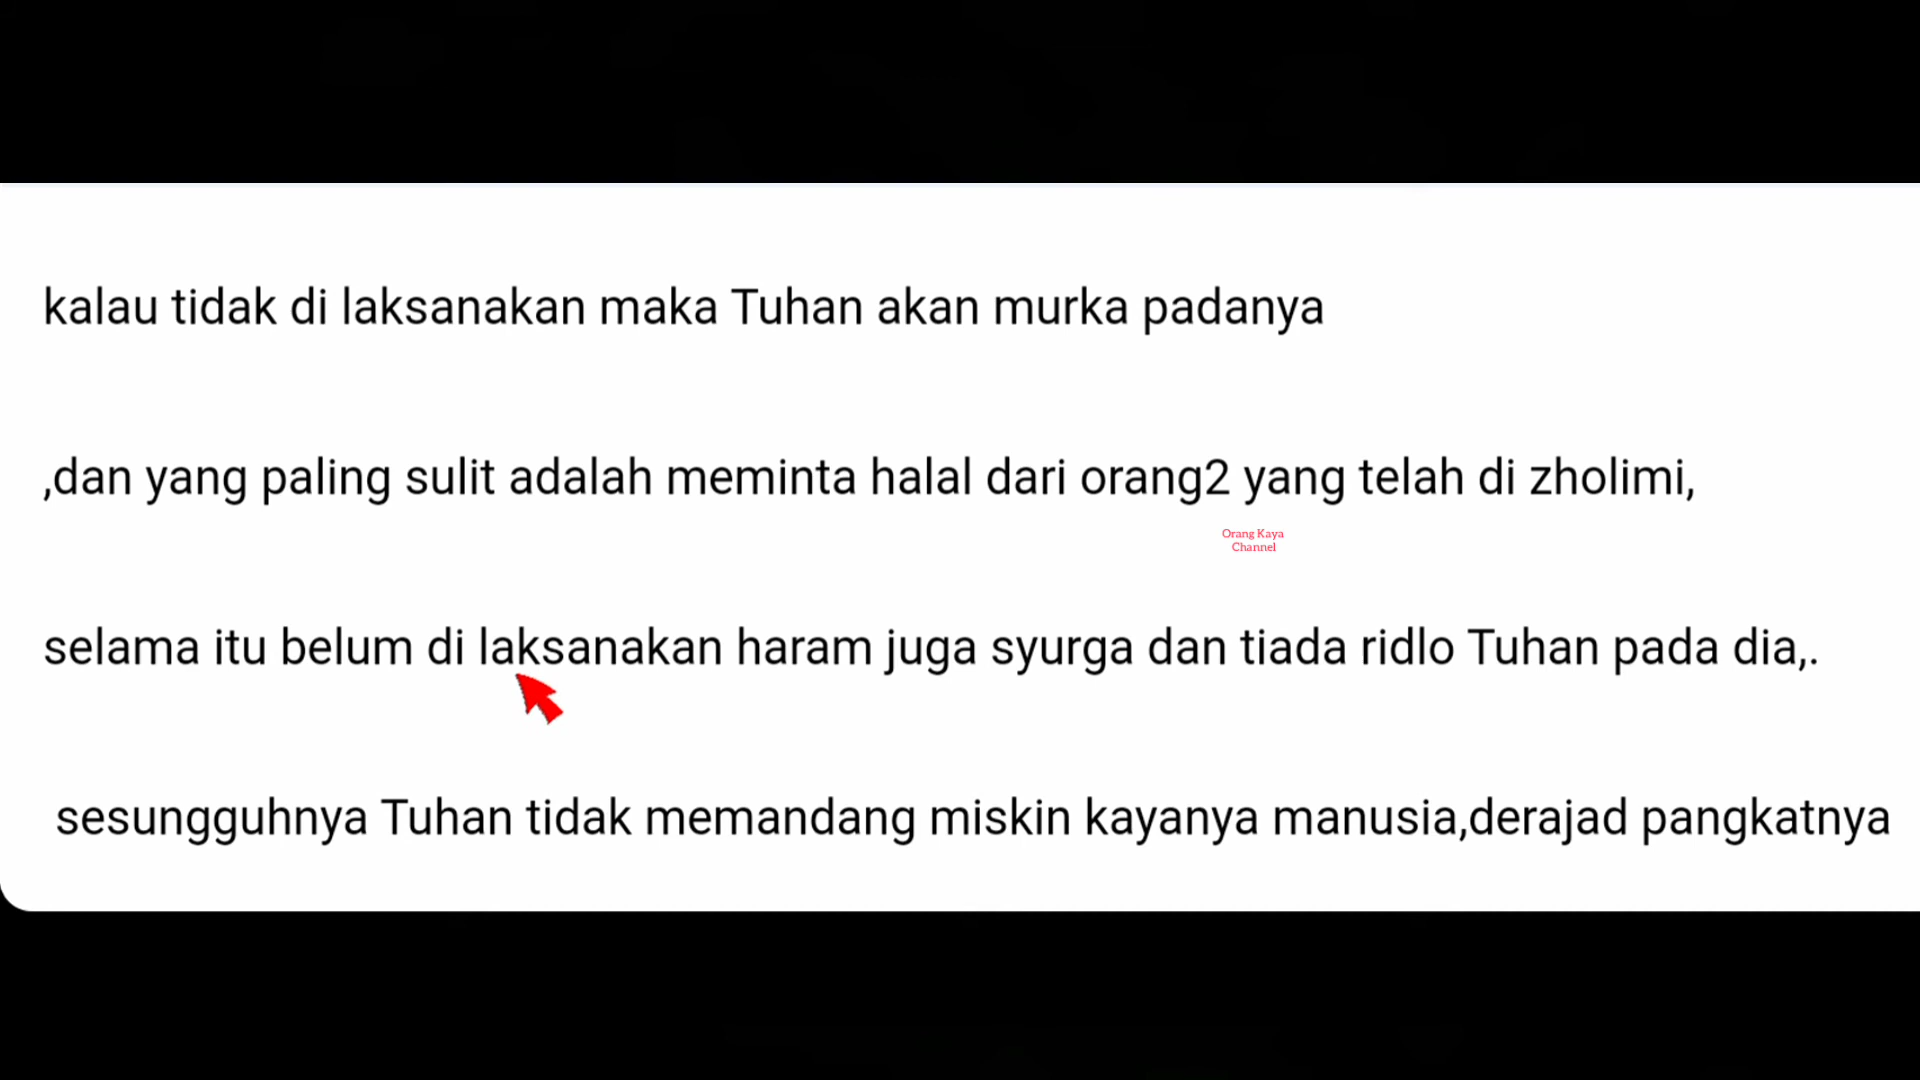 kalau tidak di laksanakan maka Tuhan akan murka padanya
,dan yang paling sulit adalah meminta halal dari orang2 yang telah di zholimi,
Orang Kaya
Channel
selama itu belum di laksanakan haram juga syurga dan tiada ridlo Tuhan pada dia,.
sesungguhnya Tuhan tidak memandang miskin kayanya manusia,derajad pangkatnya